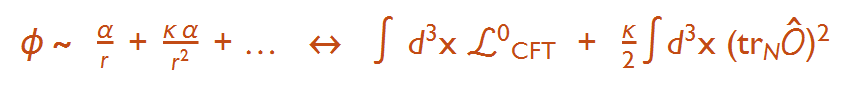 ϕ ~ α/r + κα/r² + ... ↔ ∫ d³x ℒ⁰CFT + κ/2 ∫ d³x (trNÔ)²